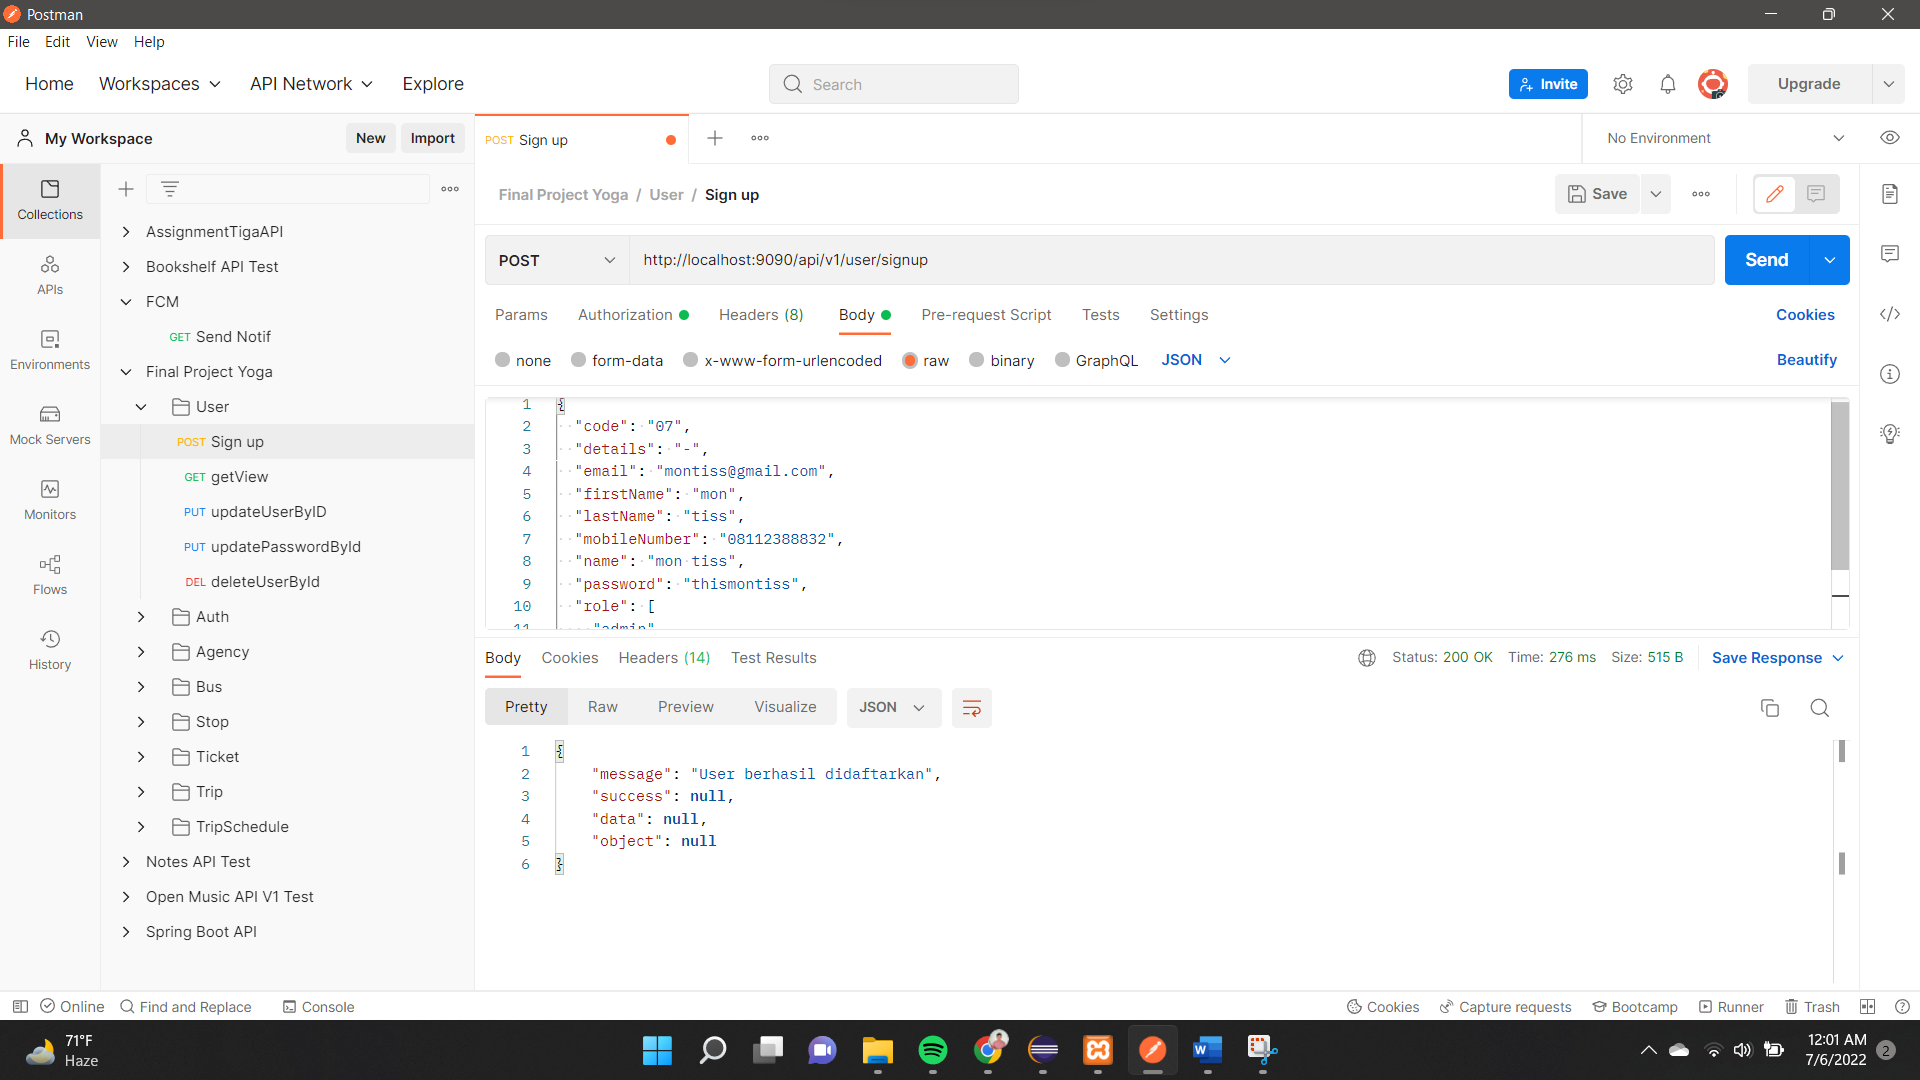 Postman
File Edit View Help
Home Workspaces API Network Explore
Search
Invite
Upgrade
My Workspace
New Import
POST Sign up
No Environment
Collections
APIs
Environments
Mock Servers
Monitors
Flows
History
AssignmentTigaAPI
Bookshelf API Test
FCM
GET Send Notif
Final Project Yoga
User
POST Sign up
GET getView
PUT updateUserByID
PUT updatePasswordById
DEL deleteUserById
Auth
Agency
Bus
Stop
Ticket
Trip
TripSchedule
Notes API Test
Open Music API V1 Test
Spring Boot API
Final Project Yoga / User / Sign up
Save
POST http://localhost:9090/api/v1/user/signup
Send
Params Authorization Headers (8) Body Pre-request Script Tests Settings Cookies
none form-data x-www-form-urlencoded raw binary GraphQL JSON Beautify
1 {
2 "code": "07",
3 "details": "-",
4 "email": "montiss@gmail.com",
5 "firstName": "mon",
6 "lastName": "tiss",
7 "mobileNumber": "08112388832",
8 "name": "mon tiss",
9 "password": "thismontiss",
10 "role": [
11 "admin"
Body Cookies Headers (14) Test Results
Status: 200 OK Time: 276 ms Size: 515 B Save Response
Pretty Raw Preview Visualize JSON
1 {
2 "message": "User berhasil didaftarkan",
3 "success": null,
4 "data": null,
5 "object": null
6 }
Online Find and Replace Console
Cookies Capture requests Bootcamp Runner Trash
71°F
Haze
12:01 AM
7/6/2022
2